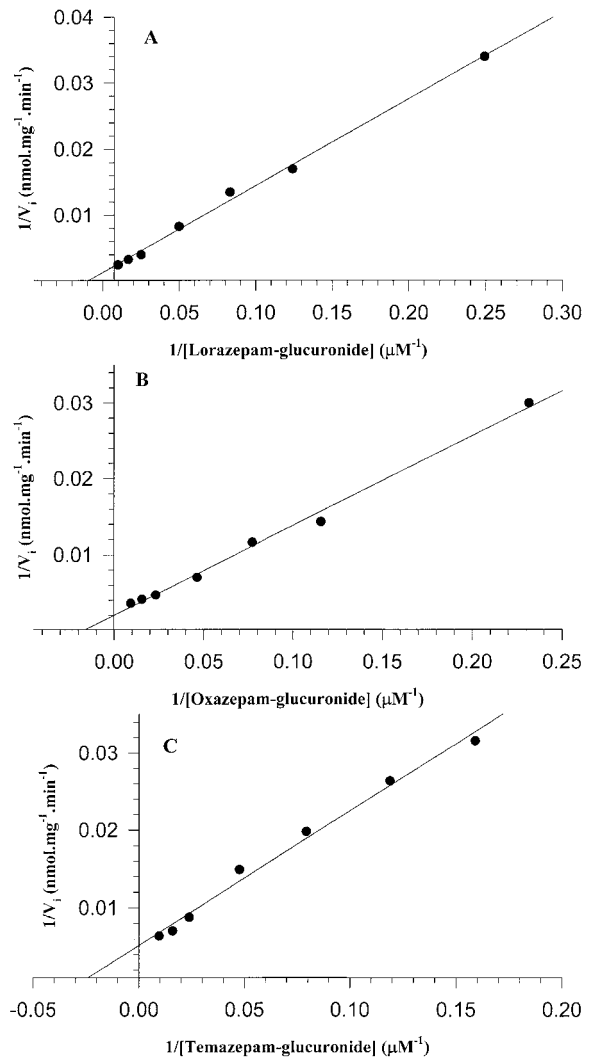 A
0.04
0.03
0.02
0.01
1/Vi (nmol.mg-1.min-1)
0.00 0.05 0.10 0.15 0.20 0.25 0.30
1/[Lorazepam-glucuronide] (μM-1)
B
0.03
0.02
0.01
1/Vi (nmol.mg-1.min-1)
0.00 0.05 0.10 0.15 0.20 0.25
1/[Oxazepam-glucuronide] (μM-1)
C
0.03
0.02
0.01
1/Vi (nmol.mg-1.min-1)
-0.05 0.00 0.05 0.10 0.15 0.20
1/[Temazepam-glucuronide] (μM-1)